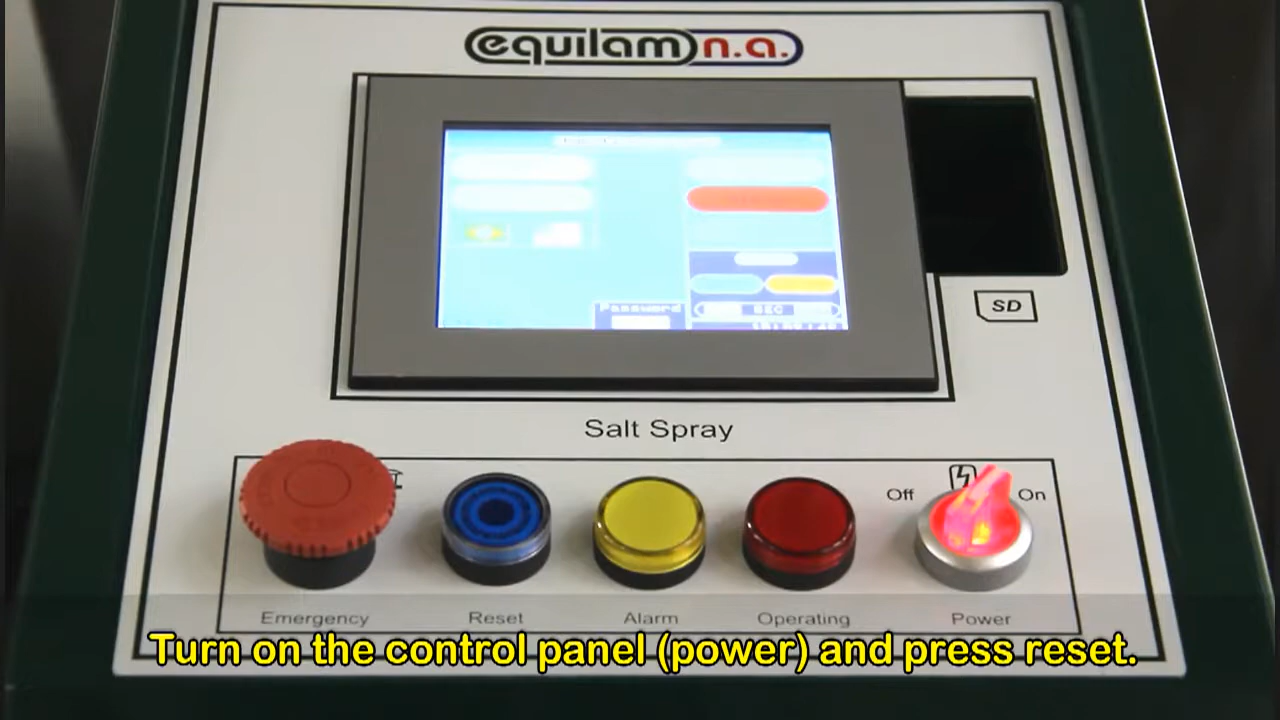 equilam n.a.
Password
SEC
SD
Salt Spray
Off
On
Emergency
Reset
Alarm
Operating
Power
Turn on the control panel (power) and press reset.